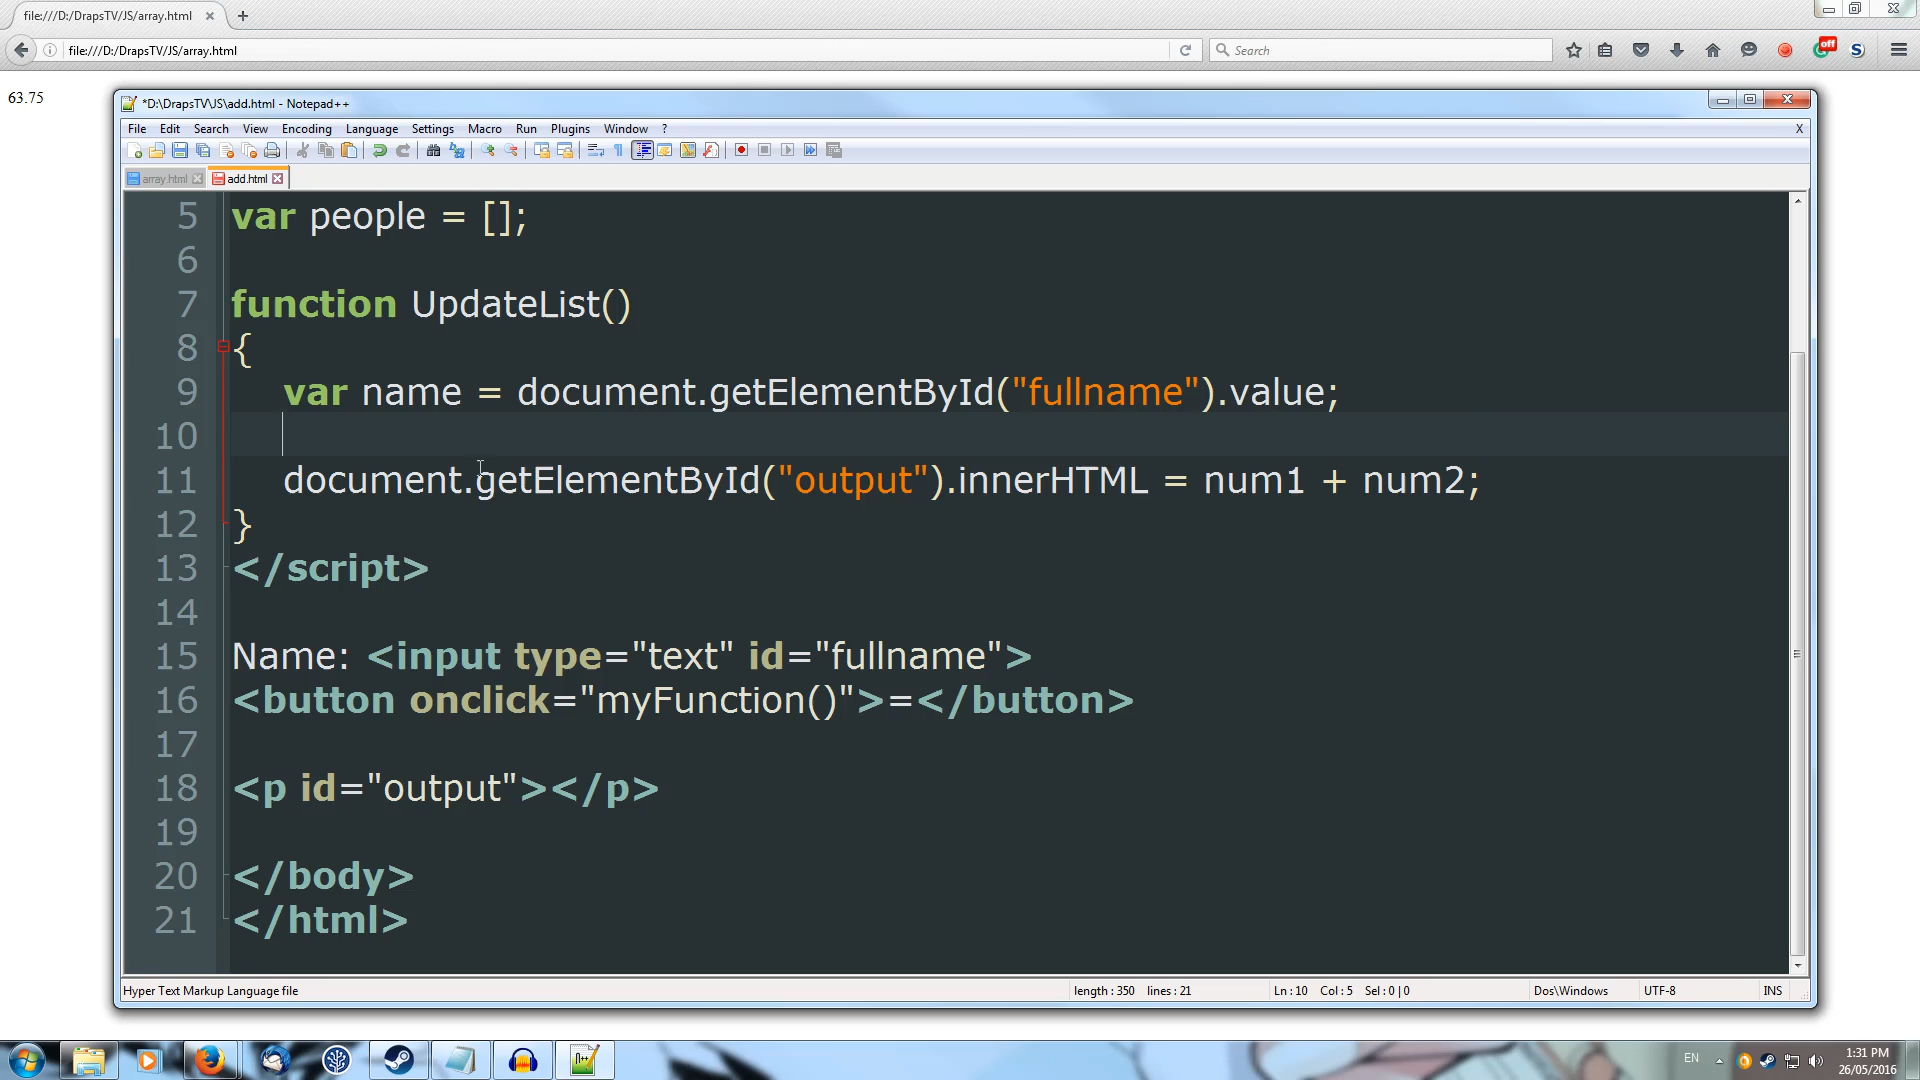 file:///D:/DrapsTV/JS/array.html
file:///D:/DrapsTV/JS/array.html
Search
off
S
63.75
*D:\DrapsTV\JS\add.html - Notepad++
File Edit Search View Encoding Language Settings Macro Run Plugins Window ? X
array.html add.html
5 var people = [];
6
7 function UpdateList()
8 {
9 var name = document.getElementById("fullname").value;
10
11 document.getElementById("output").innerHTML = num1 + num2;
12 }
13 </script>
14
15 Name: <input type="text" id="fullname">
16 <button onclick="myFunction()">=</button>
17
18 <p id="output"></p>
19
20 </body>
21 </html>
Hyper Text Markup Language file length : 350 lines : 21 Ln : 10 Col : 5 Sel : 0 | 0 Dos\Windows UTF-8 INS
EN
1:31 PM
26/05/2016